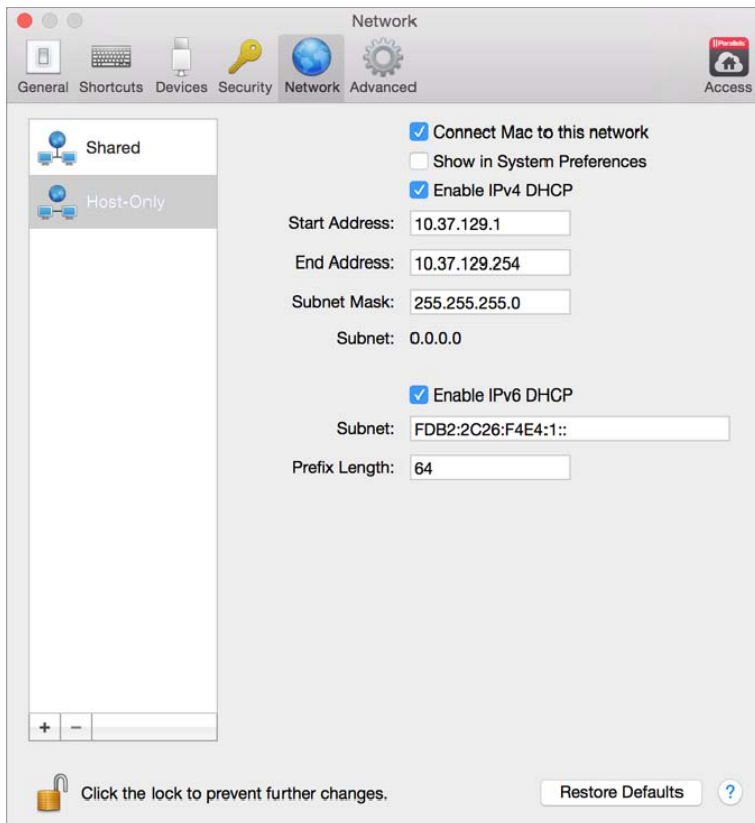 Network
General Shortcuts Devices Security Network Advanced
||Parallels
Access
Shared
Host-Only
Connect Mac to this network
Show in System Preferences
Enable IPv4 DHCP
Start Address: 10.37.129.1
End Address: 10.37.129.254
Subnet Mask: 255.255.255.0
Subnet: 0.0.0.0
Enable IPv6 DHCP
Subnet: FDB2:2C26:F4E4:1::
Prefix Length: 64
+ −
Click the lock to prevent further changes.
Restore Defaults ?